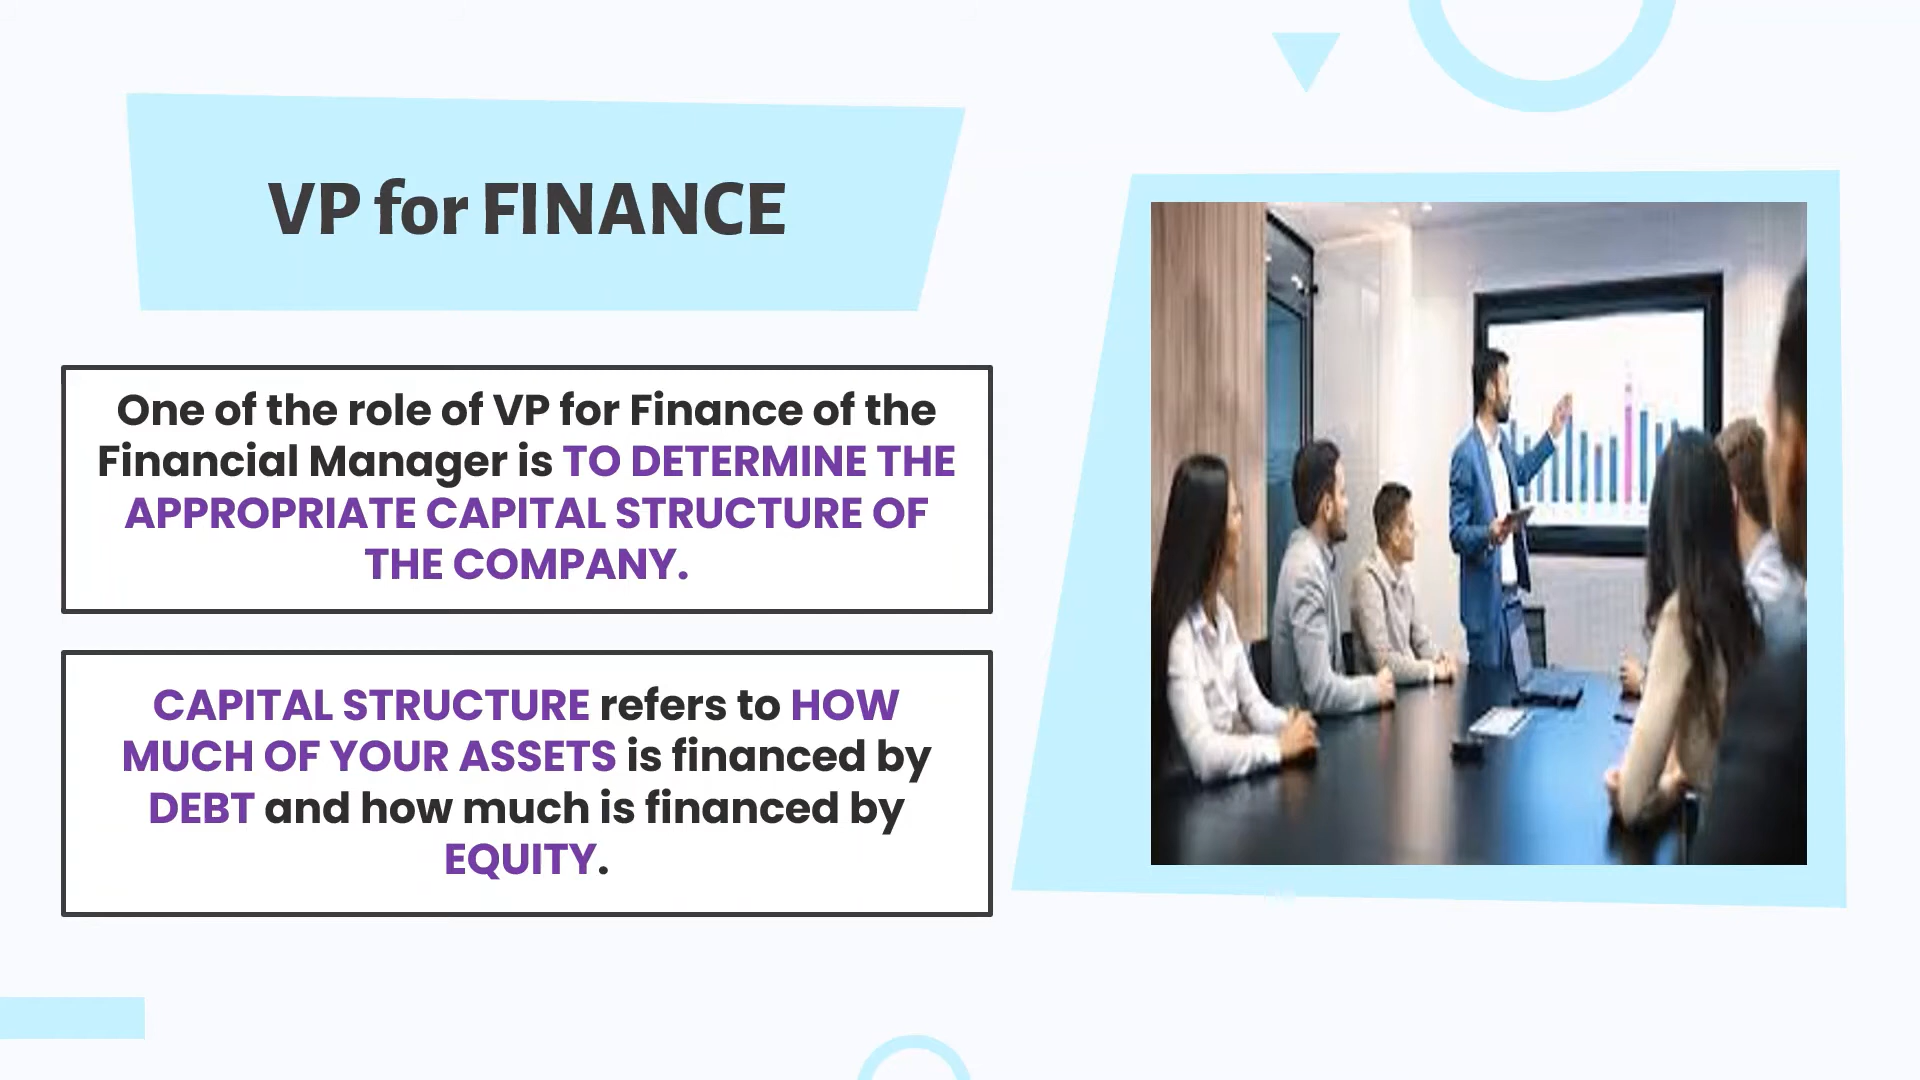 VP for FINANCE
One of the role of VP for Finance of the
Financial Manager is TO DETERMINE THE
APPROPRIATE CAPITAL STRUCTURE OF
THE COMPANY.
CAPITAL STRUCTURE refers to HOW
MUCH OF YOUR ASSETS is financed by
DEBT and how much is financed by
EQUITY.